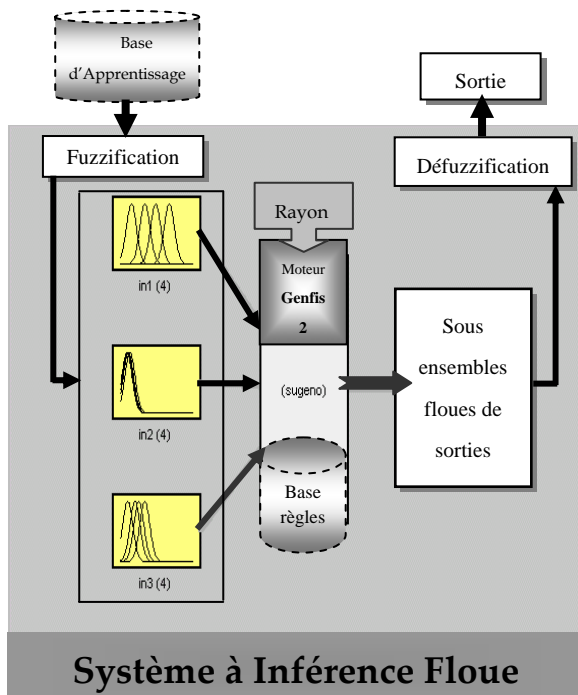 Base
d'Apprentissage
Sortie
Fuzzification
Défuzzification
Rayon
in1 (4)
Moteur
Genfis
2
Sous
ensembles
floues de
sorties
in2 (4)
(sugeno)
Base
règles
in3 (4)
Système à Inférence Floue